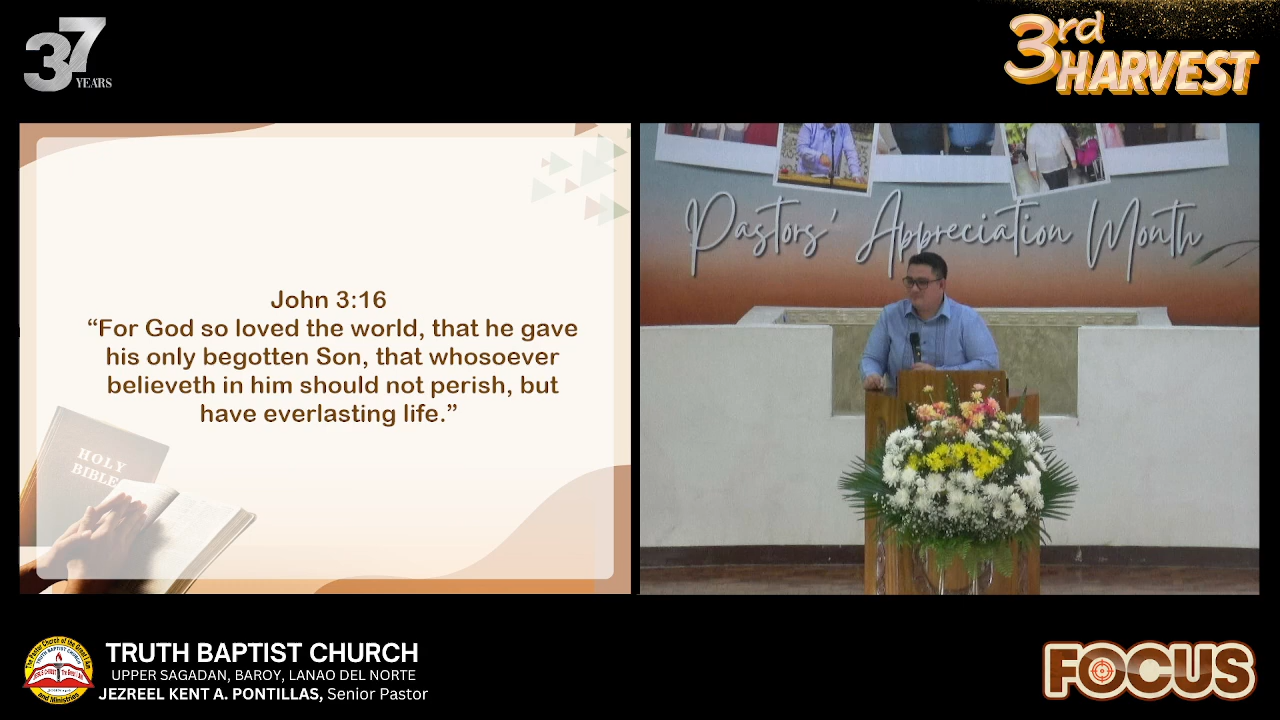 37
YEARS
3rd
HARVEST
John 3:16
“For God so loved the world, that he gave
his only begotten Son, that whosoever
believeth in him should not perish, but
have everlasting life.”
HOLY
BIBLE
Pastors' Appreciation Month
TRUTH BAPTIST CHURCH
UPPER SAGADAN, BAROY, LANAO DEL NORTE
JEZREEL KENT A. PONTILLAS, Senior Pastor
FOCUS